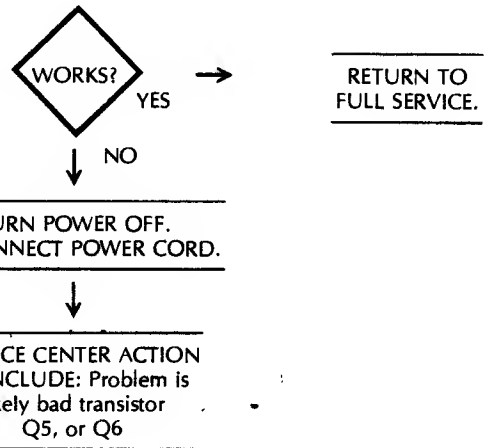 WORKS?
YES
RETURN TO
FULL SERVICE.
NO
URN POWER OFF.
NNECT POWER CORD.
CE CENTER ACTION
NCLUDE: Problem is
ely bad transistor
Q5, or Q6